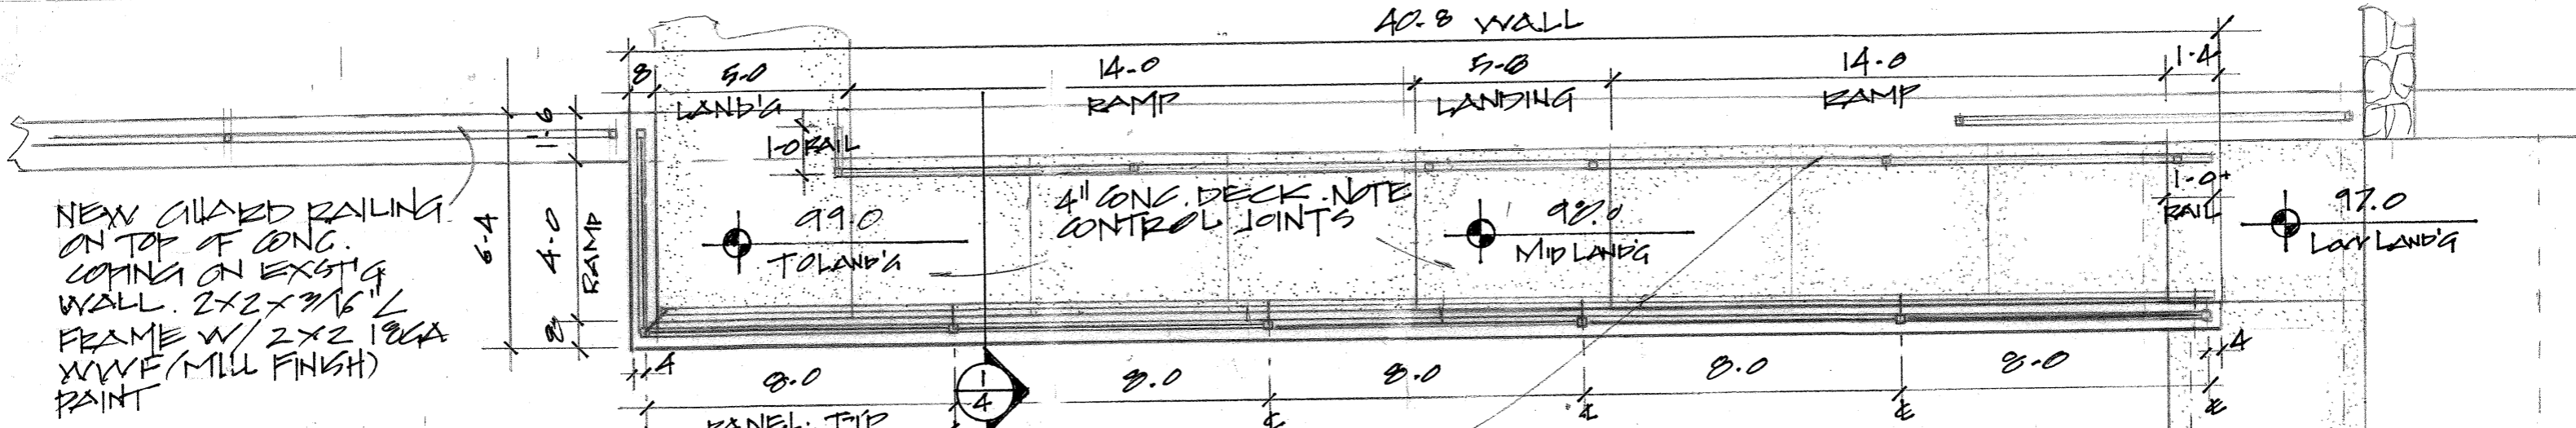 40-8 WALL
8
5-0
14-0
5-8
14-0
1-4
LAND'G
RAMP
LANDING
RAMP
1-6
1-0 RAIL
4" CONC. DECK. NOTE
CONTROL JOINTS
1-0+
RAIL
NEW GUARD RAILING
ON TOP OF CONC.
COPING ON EXST'G
WALL. 2X2X3/16" L
FRAME W/ 2X2 18GA
WWF (MILL FINISH)
PAINT
6-4
4-0
RAMP
8
99.0
TO LAND'G
98.0
MID LAND'G
97.0
LOW LAND'G
4
8-0
8-0
8-0
8-0
8-0
4
1
4
PANEL. TYP